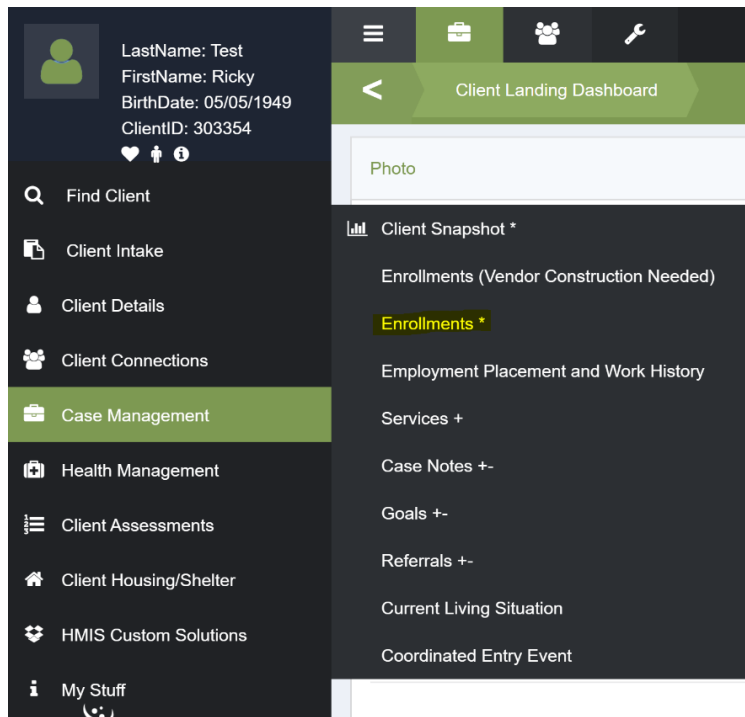 LastName: Test
FirstName: Ricky
BirthDate: 05/05/1949
ClientID: 303354
Find Client
Client Intake
Client Details
Client Connections
Case Management
Health Management
Client Assessments
Client Housing/Shelter
HMIS Custom Solutions
My Stuff
Client Landing Dashboard
Photo
Client Snapshot *
Enrollments (Vendor Construction Needed)
Enrollments *
Employment Placement and Work History
Services +
Case Notes +-
Goals +-
Referrals +-
Current Living Situation
Coordinated Entry Event